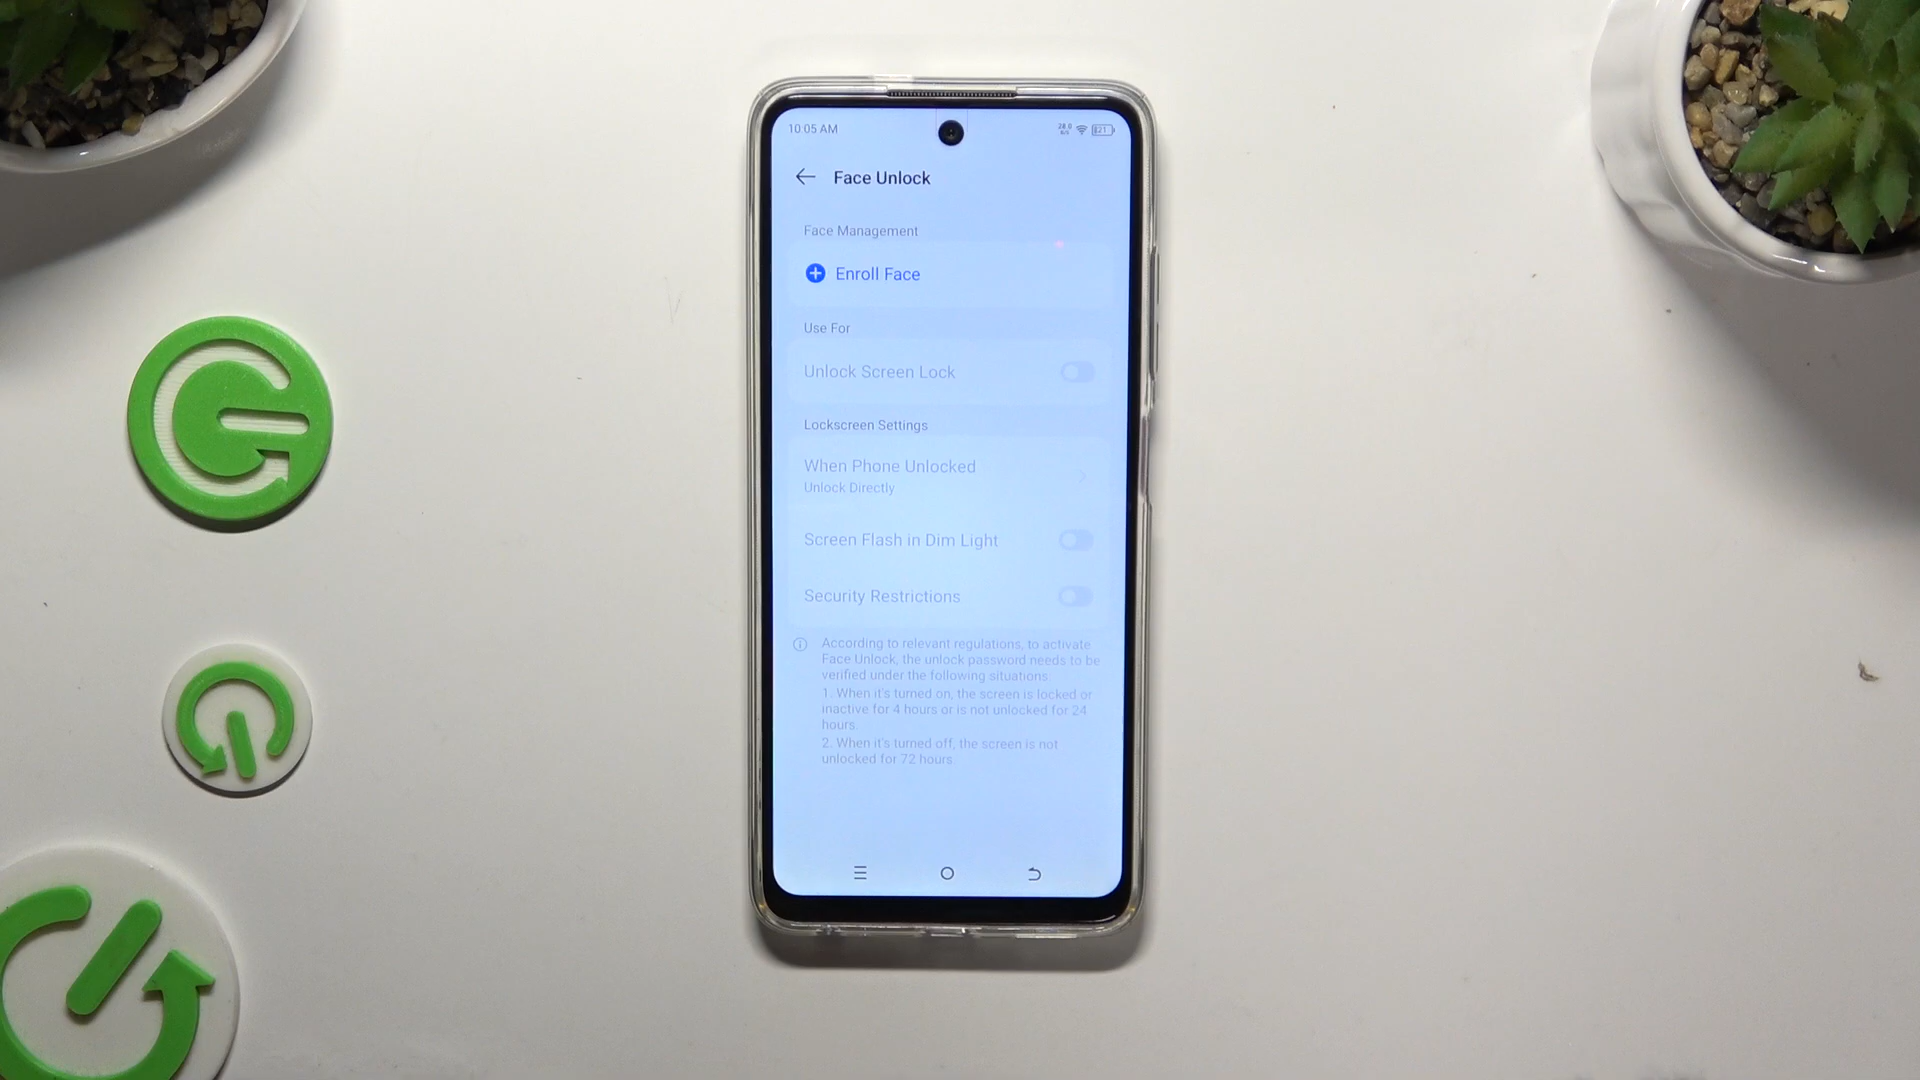 10:05 AM
28.0
K/S
21
Face Unlock
Face Management
Enroll Face
Use For
Unlock Screen Lock
Lockscreen Settings
When Phone Unlocked
Unlock Directly
Screen Flash in Dim Light
Security Restrictions
According to relevant regulations, to activate
Face Unlock, the unlock password needs to be
verified under the following situations
1. When it's turned on, the screen is locked or
inactive for 4 hours or is not unlocked for 24
hours.
2. When it's turned off, the screen is not
unlocked for 72 hours.